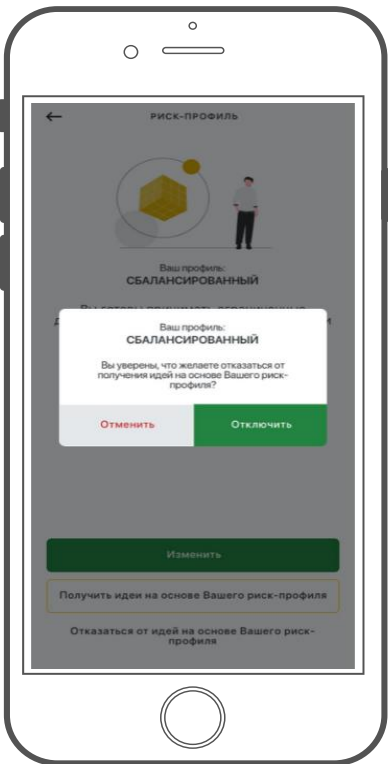 РИСК-ПРОФИЛЬ
Ваш профиль:
СБАЛАНСИРОВАННЫЙ
Ваш профиль:
СБАЛАНСИРОВАННЫЙ
Вы уверены, что желаете отказаться от
получения идей на основе Вашего риск-
профиля?
Отменить Отключить
Изменить
Получить идеи на основе Вашего риск-профиля
Отказаться от идей на основе Вашего риск-
профиля